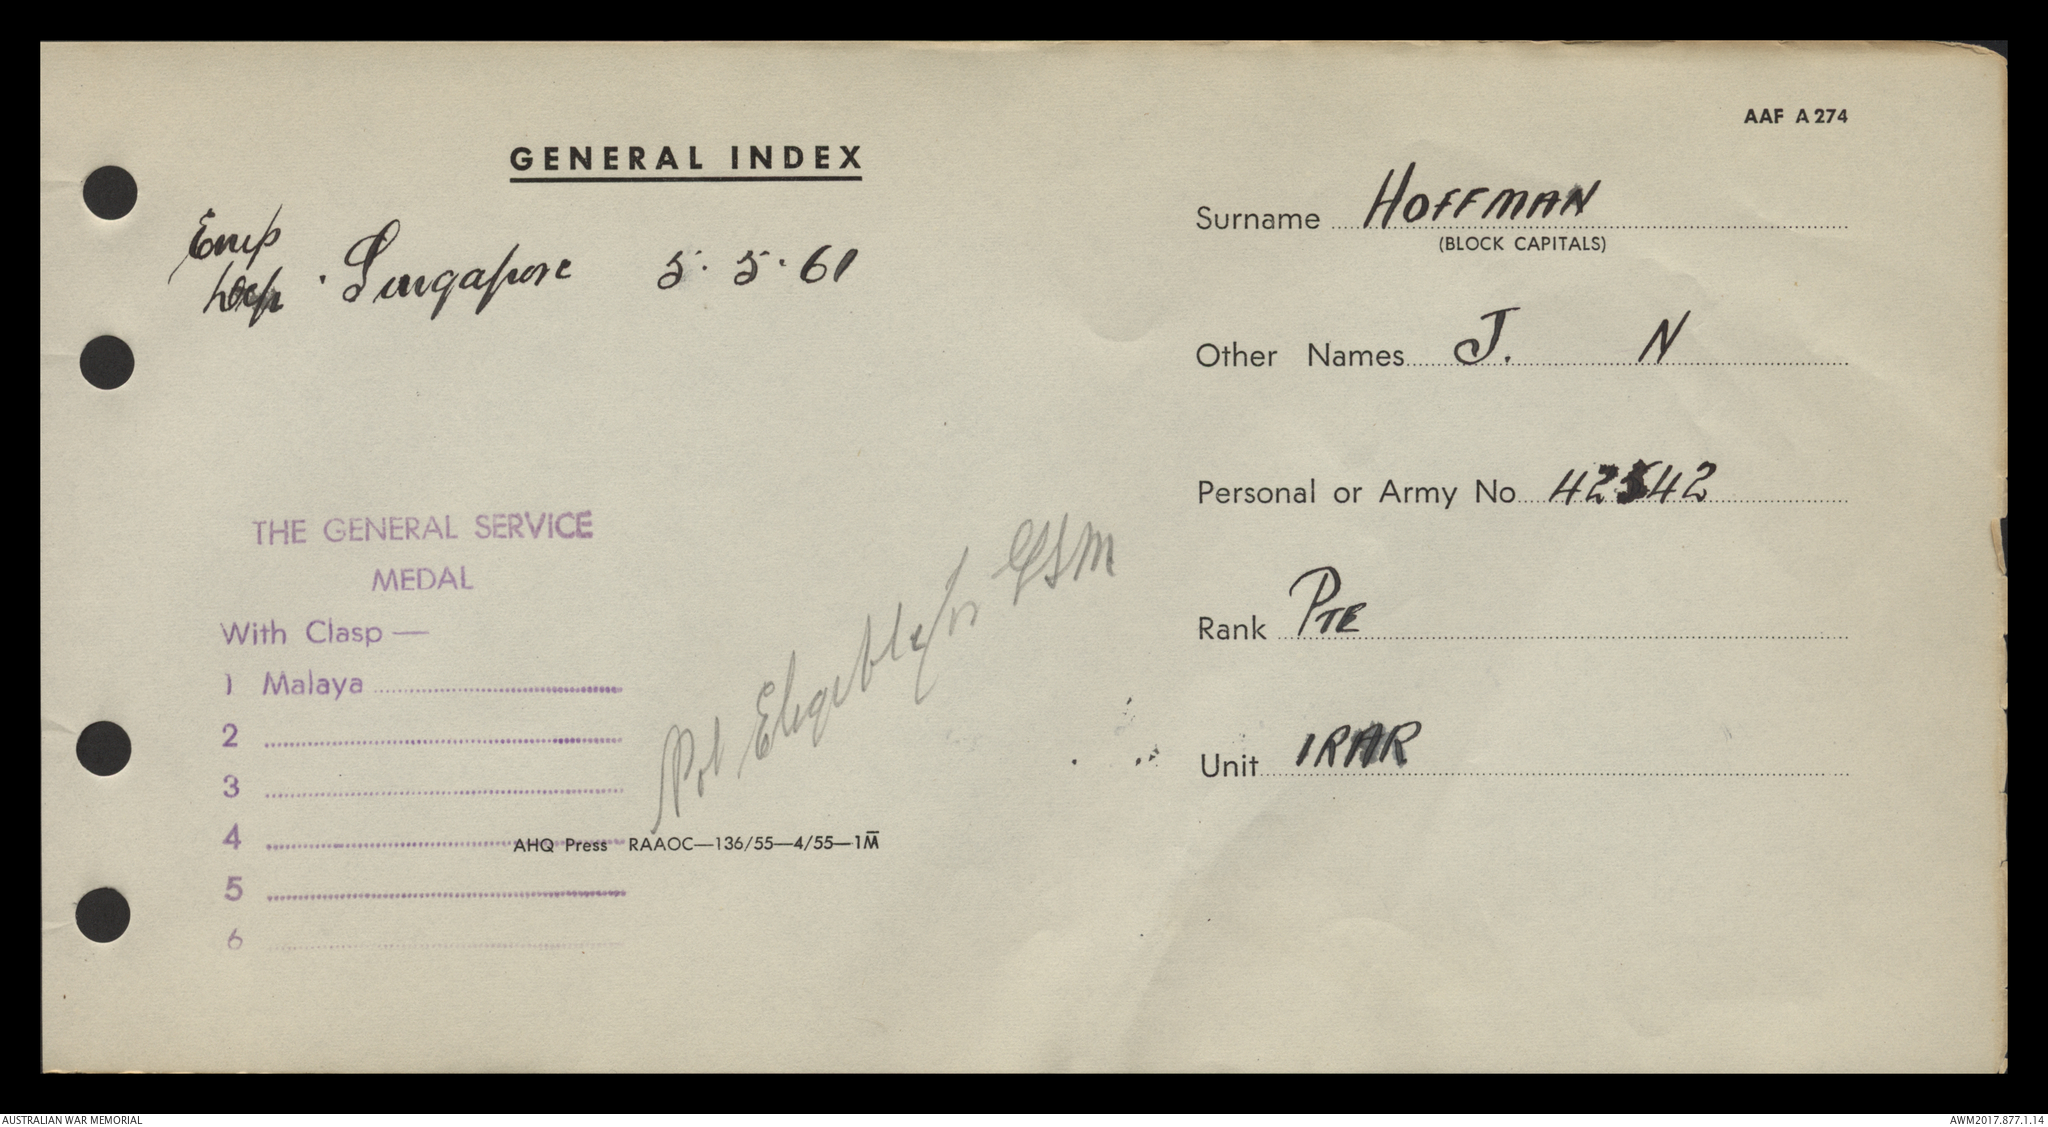 AAF A 274
GENERAL INDEX
Emp
Dep. Singapore 5. 5. 61
THE GENERAL SERVICE
MEDAL
With Clasp —
1 Malaya
2
3
4
5
6
Not Eligible for GSM
AHQ Press RAAOC—136/55—4/55—1M̅
Surname HOFFMAN
(BLOCK CAPITALS)
Other Names J. N
Personal or Army No
Rank PTE
Unit 1RAR
AUSTRALIAN WAR MEMORIAL
AWM2017.877.1.14